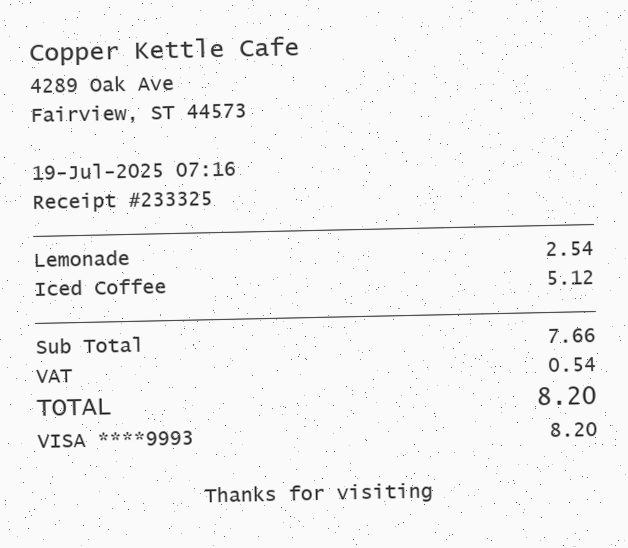 Copper Kettle Cafe
4289 Oak Ave
Fairview, ST 44573
19-Jul-2025 07:16
Receipt #233325
Lemonade 2.54
Iced Coffee 5.12
Sub Total 7.66
VAT 0.54
TOTAL 8.20
VISA ****9993 8.20
Thanks for visiting